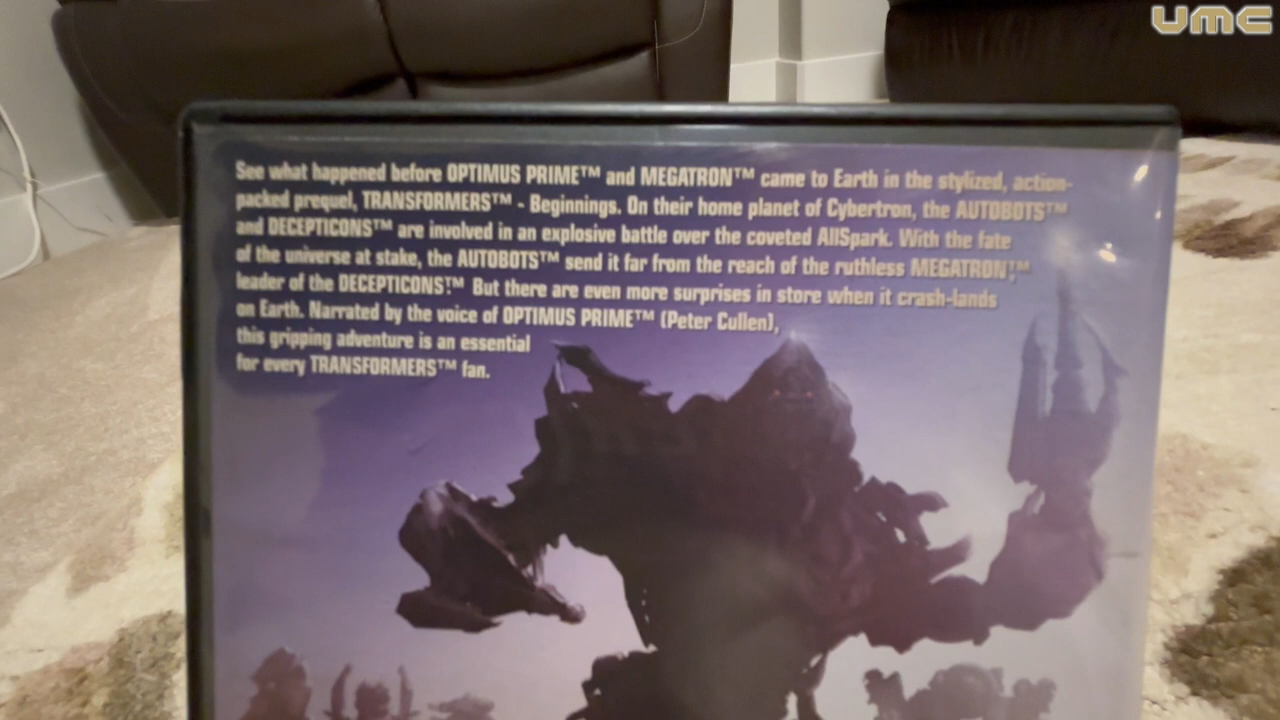 UMC
See what happened before OPTIMUS PRIME™ and MEGATRON™ came to Earth in the stylized, action-
packed prequel, TRANSFORMERS™ - Beginnings. On their home planet of Cybertron, the AUTOBOTS™
and DECEPTICONS™ are involved in an explosive battle over the coveted AllSpark. With the fate
of the universe at stake, the AUTOBOTS™ send it far from the reach of the ruthless MEGATRON,™
leader of the DECEPTICONS.™ But there are even more surprises in store when it crash-lands
on Earth. Narrated by the voice of OPTIMUS PRIME™ (Peter Cullen),
this gripping adventure is an essential
for every TRANSFORMERS™ fan.